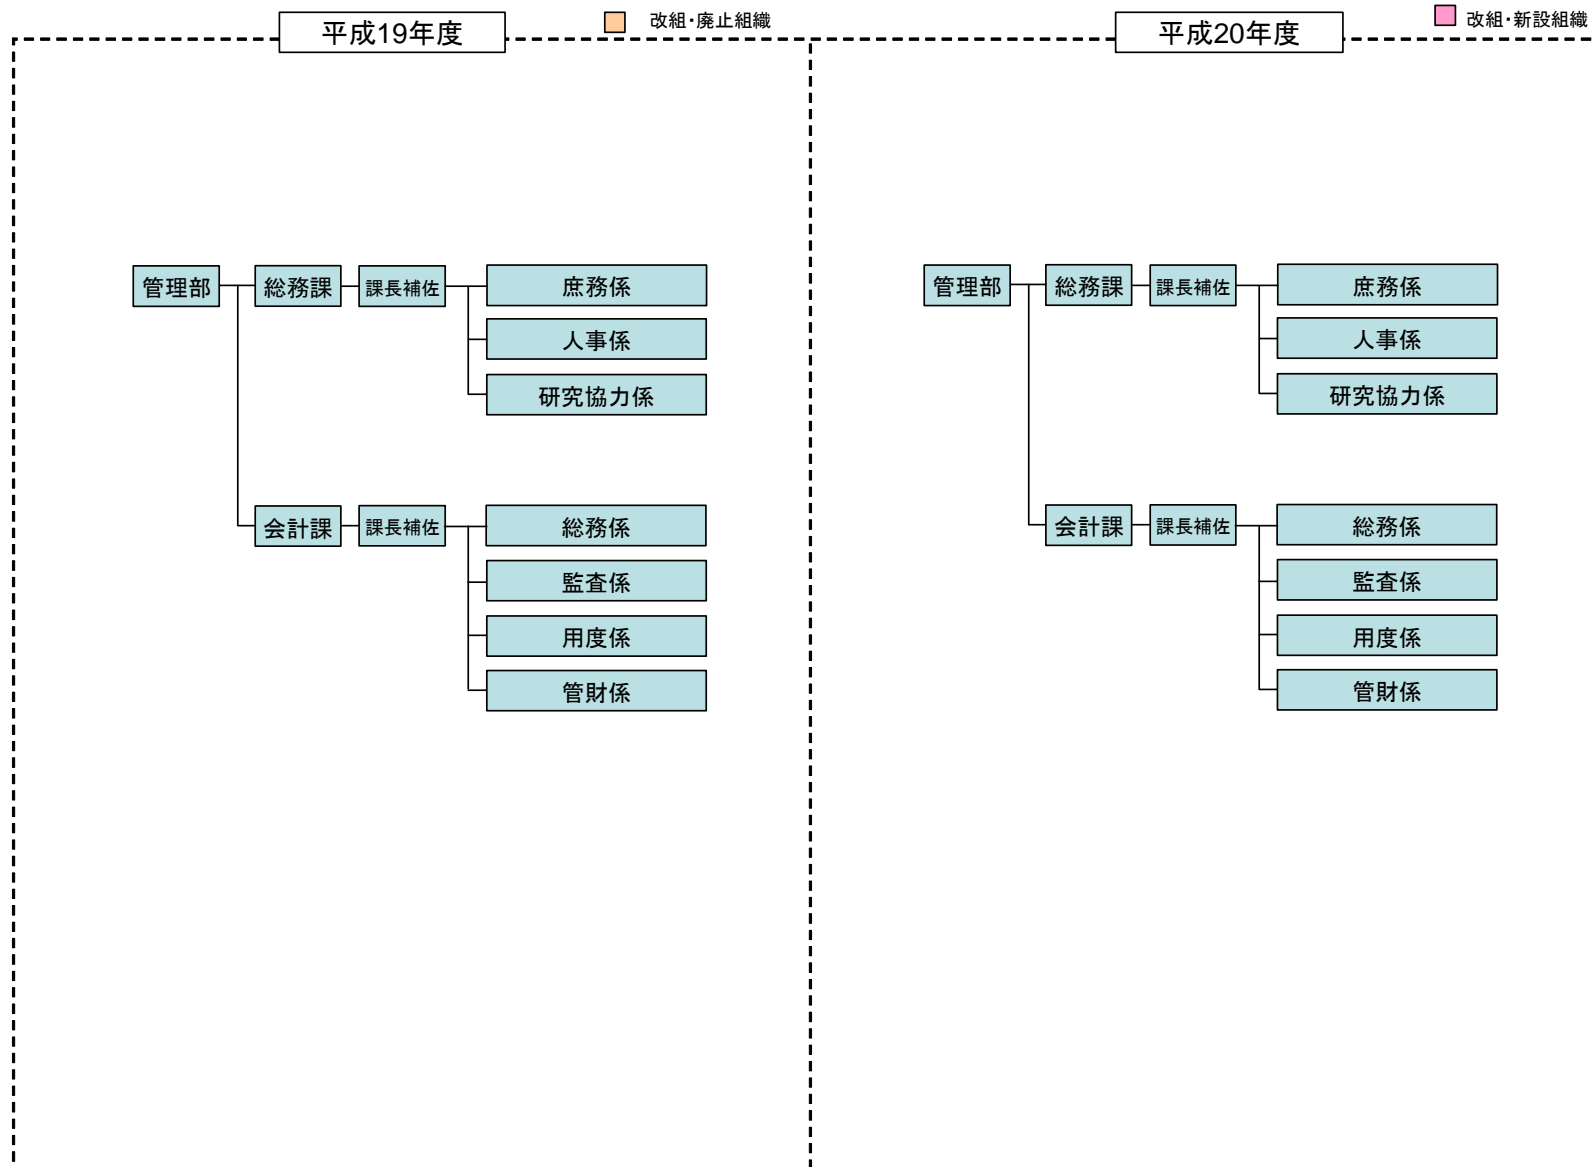 平成19年度
改組・廃止組織
管理部
総務課
課長補佐
庶務係
人事係
研究協力係
会計課
課長補佐
総務係
監査係
用度係
管財係
平成20年度
改組・新設組織
管理部
総務課
課長補佐
庶務係
人事係
研究協力係
会計課
課長補佐
総務係
監査係
用度係
管財係